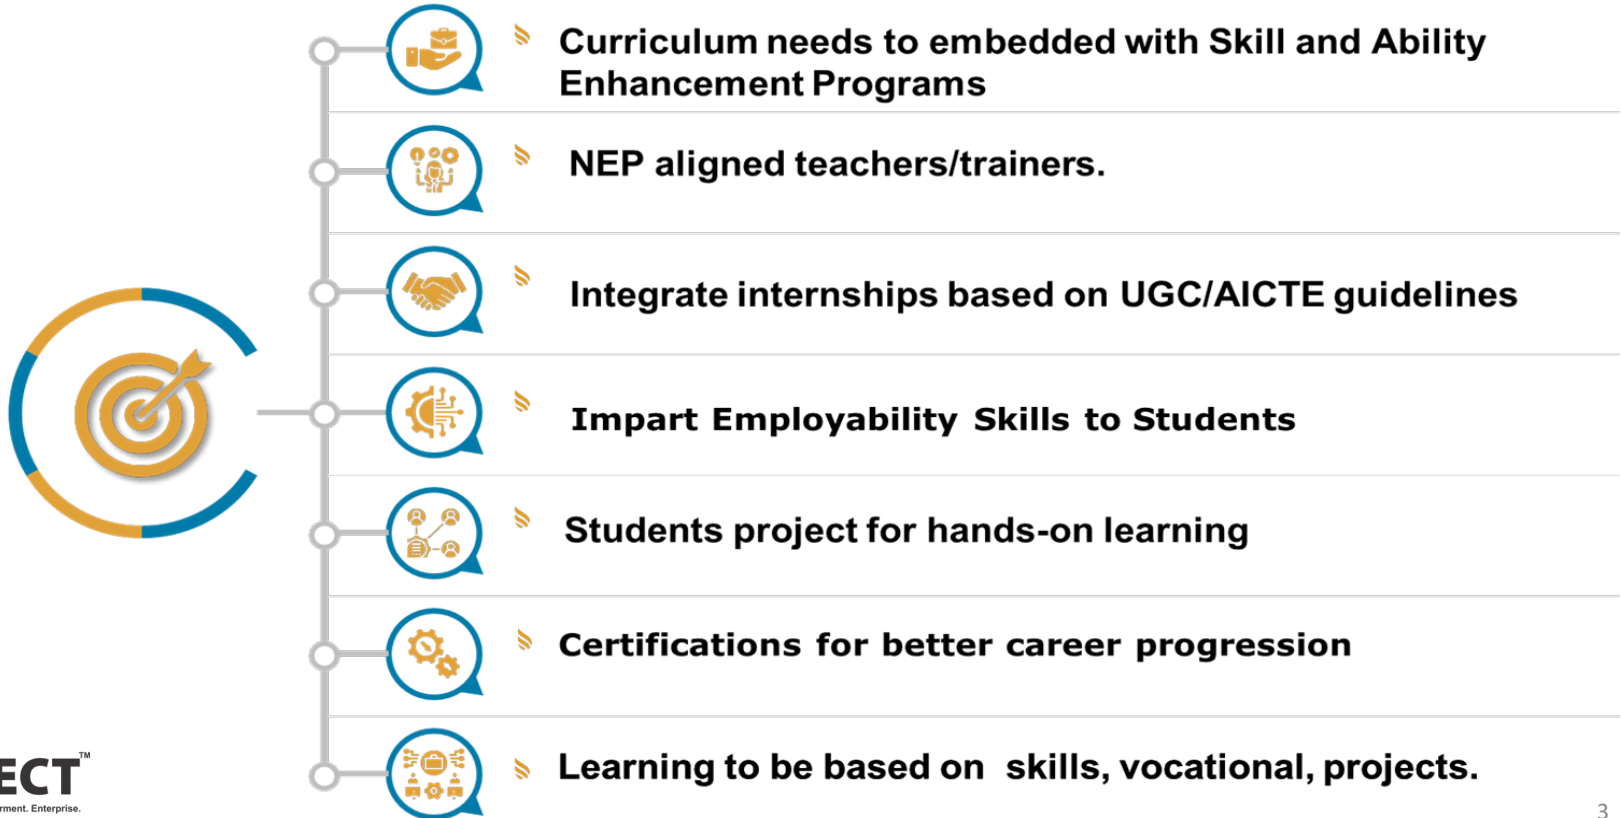 Curriculum needs to embedded with Skill and Ability
Enhancement Programs
NEP aligned teachers/trainers.
Integrate internships based on UGC/AICTE guidelines
Impart Employability Skills to Students
Students project for hands-on learning
Certifications for better career progression
Learning to be based on skills, vocational, projects.
TM
Enterprise.
3